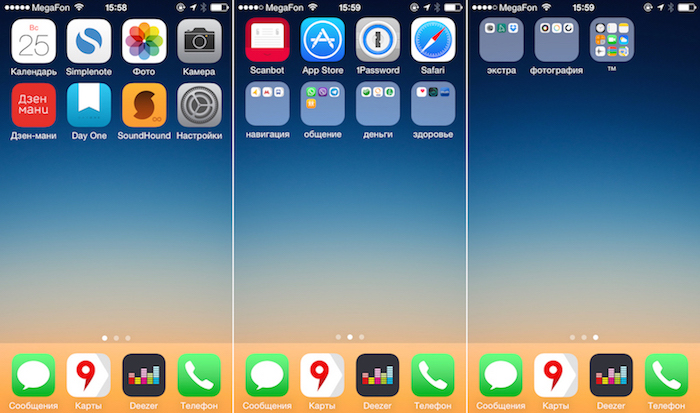 MegaFon 15:58
Вс
25
Календарь Simplenote Фото Камера
Дзен
мани
Дзен-мани Day One SoundHound Настройки
Сообщения Карты Deezer Телефон
MegaFon 15:59
Scanbot App Store 1Password Safari
навигация общение деньги здоровье
Сообщения Карты Deezer Телефон
MegaFon 15:59
экстра фотография ™
Сообщения Карты Deezer Телефон